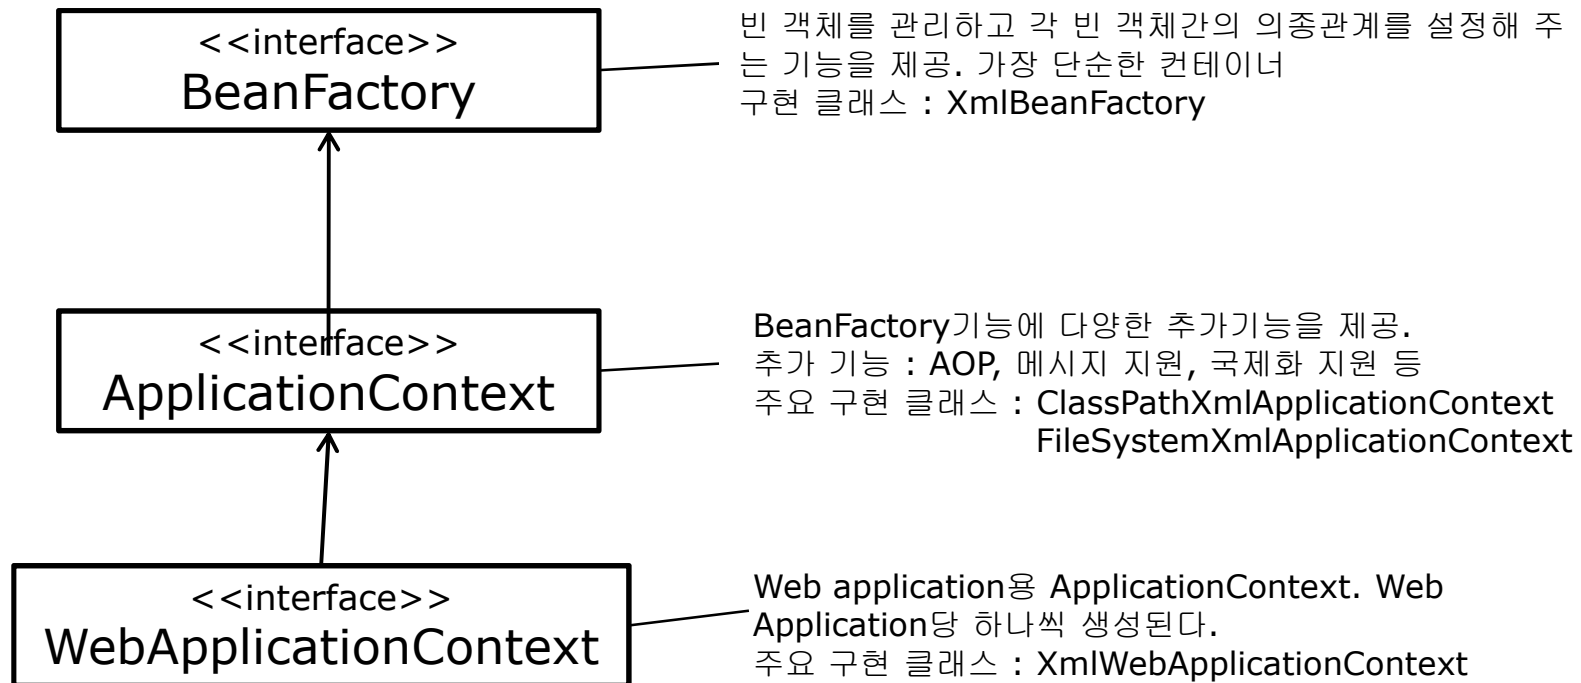 <<interface>>
BeanFactory
빈 객체를 관리하고 각 빈 객체간의 의종관계를 설정해 주
는 기능을 제공. 가장 단순한 컨테이너
구현 클래스 : XmlBeanFactory
<<interface>>
ApplicationContext
BeanFactory기능에 다양한 추가기능을 제공.
추가 기능 : AOP, 메시지 지원, 국제화 지원 등
주요 구현 클래스 : ClassPathXmlApplicationContext
FileSystemXmlApplicationContext
<<interface>>
WebApplicationContext
Web application용 ApplicationContext. Web
Application당 하나씩 생성된다.
주요 구현 클래스 : XmlWebApplicationContext